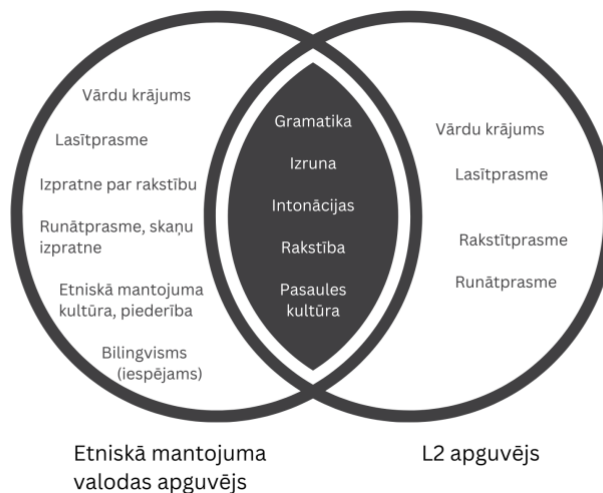 Vārdu krājums
Lasītprasme
Izpratne par rakstību
Runātprasme, skaņu
izpratne
Etniskā mantojuma
kultūra, piederība
Bilingvisms
(iespējams)
Gramatika
Izruna
Intonācijas
Rakstība
Pasaules
kultūra
Vārdu krājums
Lasītprasme
Rakstītprasme
Runātprasme
Etniskā mantojuma
valodas apguvējs
L2 apguvējs